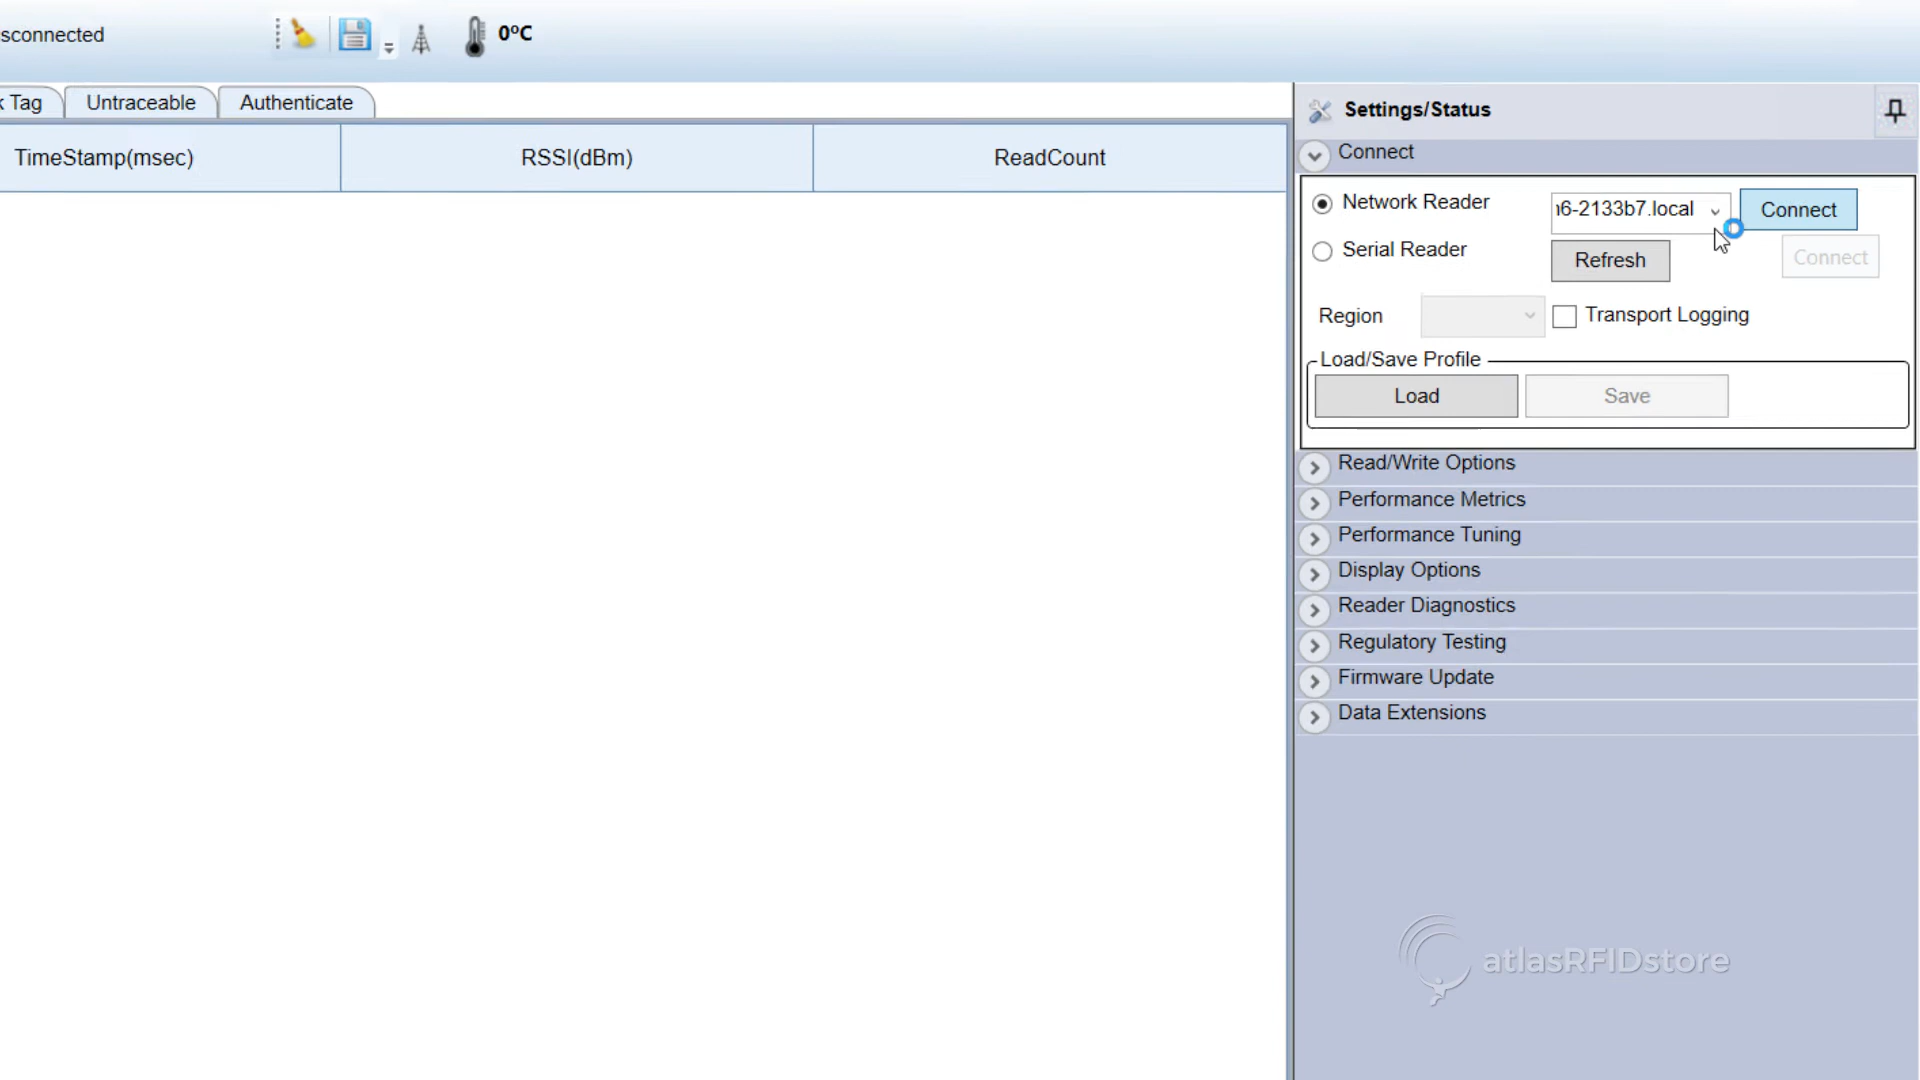 sconnected
0°C
k Tag
Untraceable
Authenticate
TimeStamp(msec)
RSSI(dBm)
ReadCount
Settings/Status
Connect
Network Reader
m6-2133b7.local
Connect
Serial Reader
Refresh
Connect
Region
Transport Logging
Load/Save Profile
Load
Save
Read/Write Options
Performance Metrics
Performance Tuning
Display Options
Reader Diagnostics
Regulatory Testing
Firmware Update
Data Extensions
atlasRFIDstore